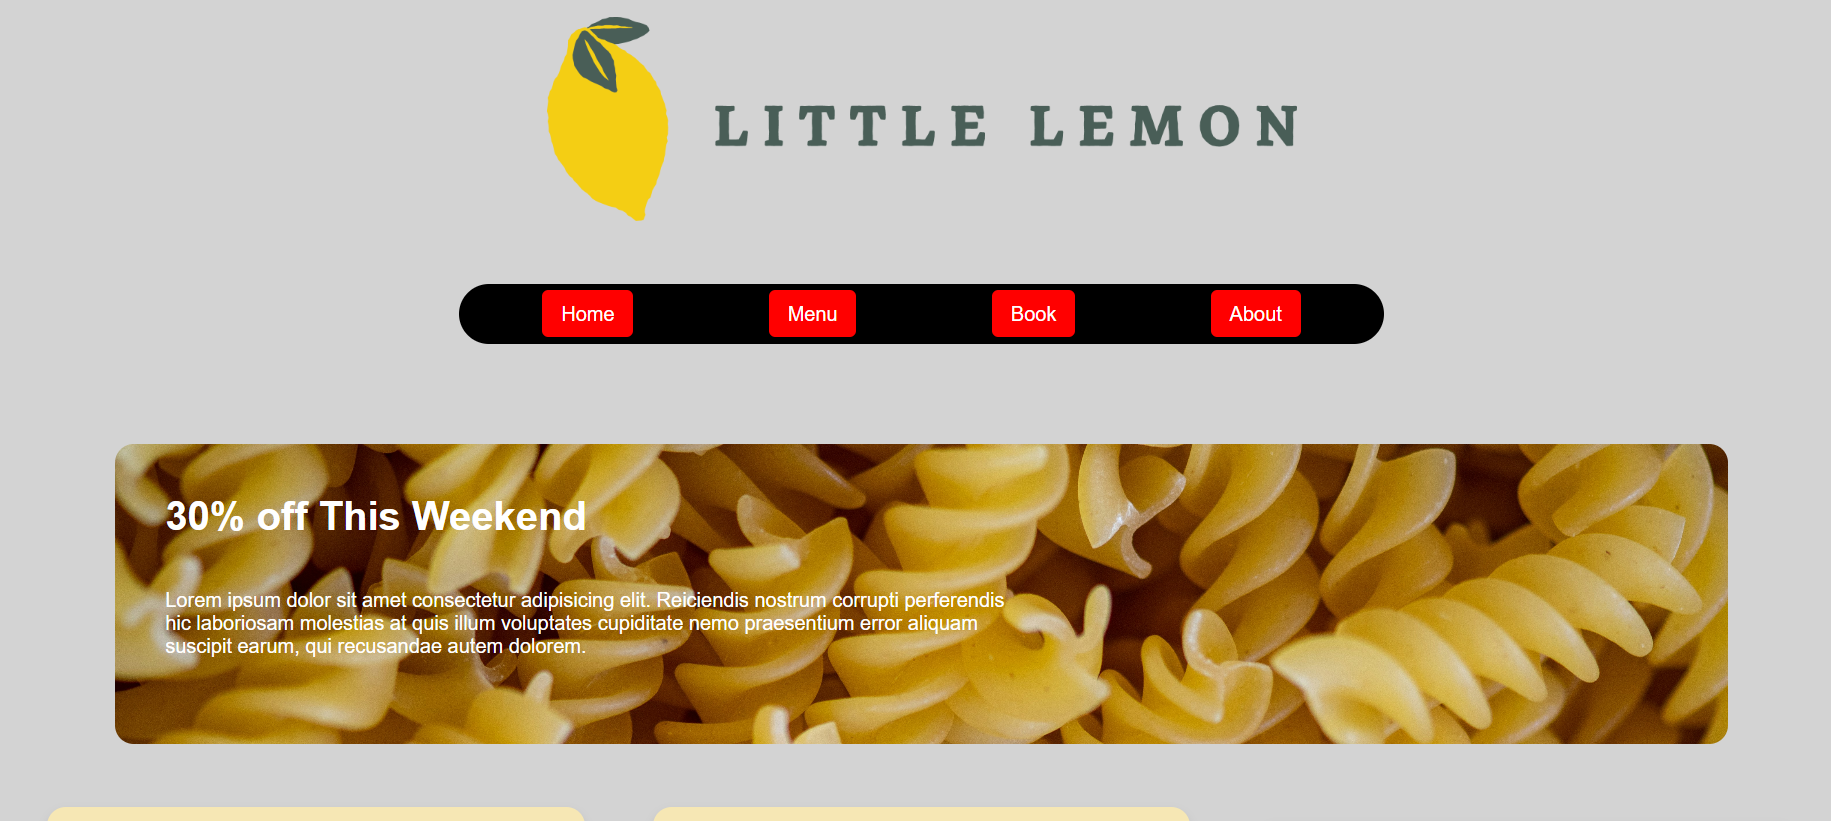 LITTLE LEMON
Home Menu Book About
30% off This Weekend
Lorem ipsum dolor sit amet consectetur adipisicing elit. Reiciendis nostrum corrupti perferendis
hic laboriosam molestias at quis illum voluptates cupiditate nemo praesentium error aliquam
suscipit earum, qui recusandae autem dolorem.